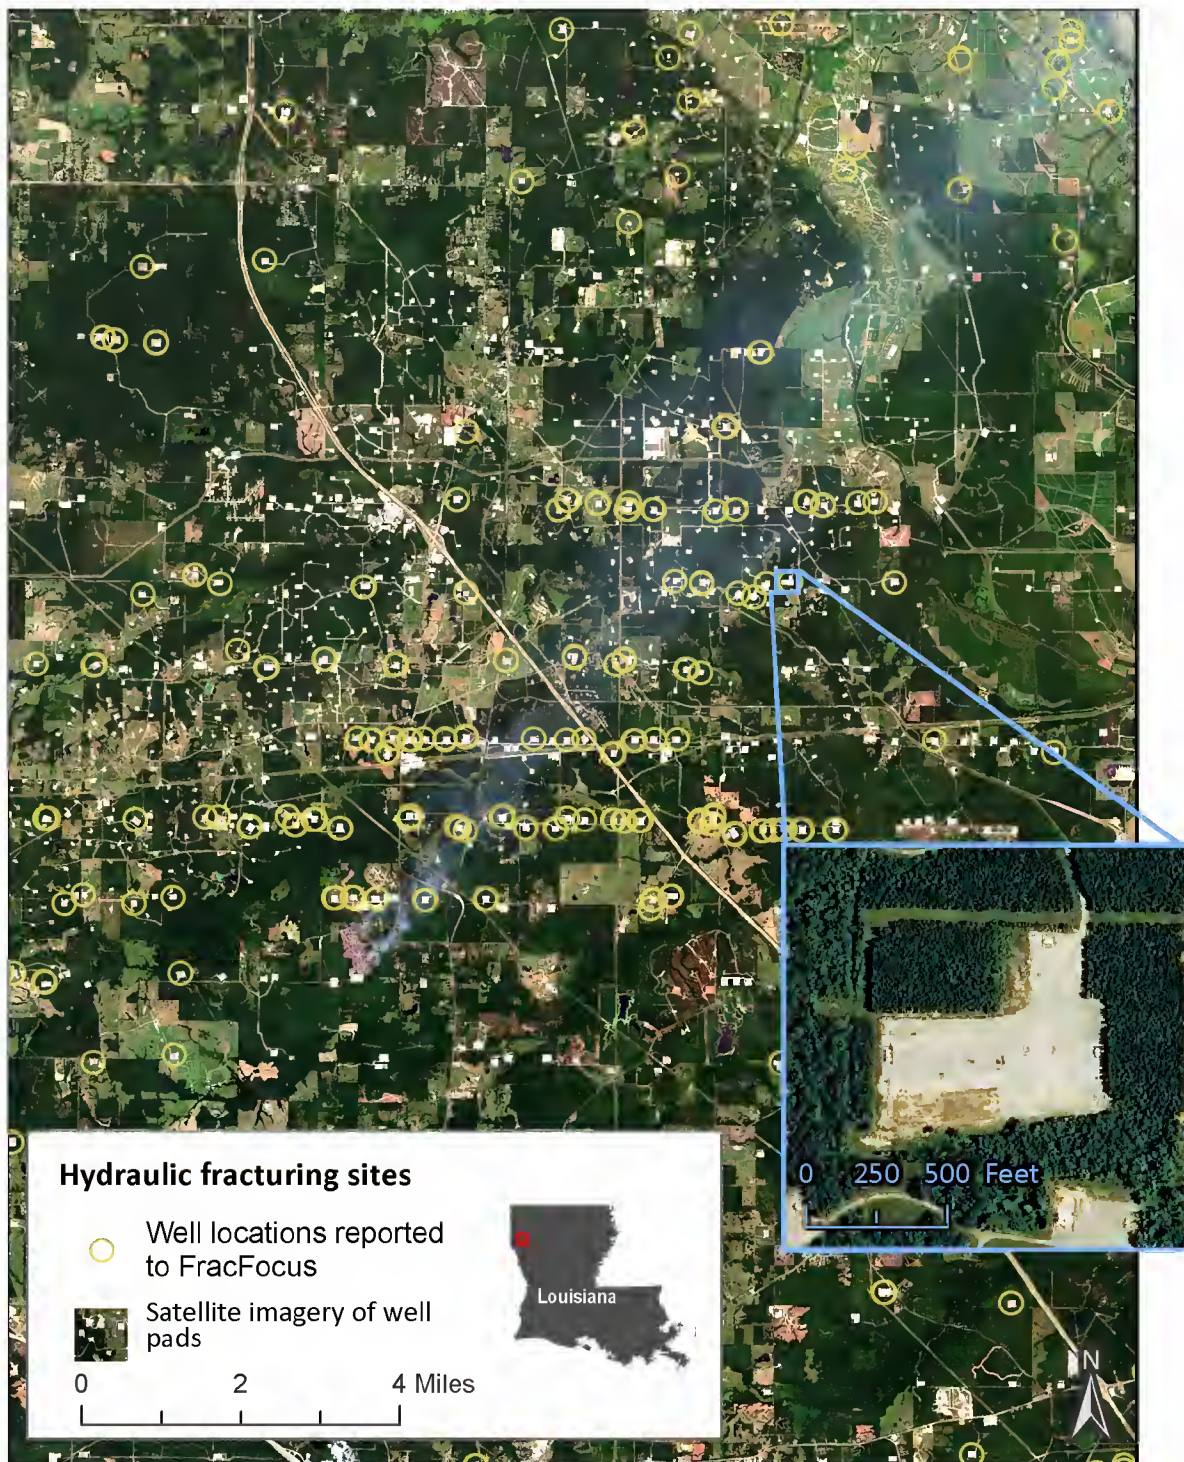 Hydraulic fracturing sites
Well locations reported
to FracFocus
Satellite imagery of well
pads
0 2 4 Miles
Louisiana
0 250 500 Feet
N